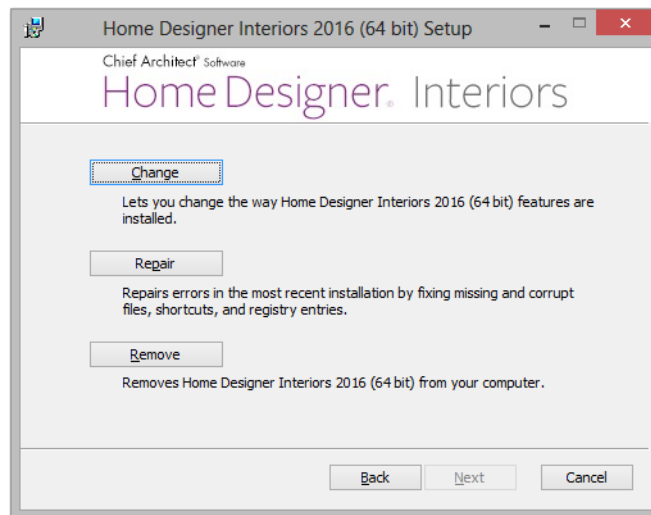 Home Designer Interiors 2016 (64 bit) Setup
Chief Architect® Software
Home Designer® Interiors
Change
Lets you change the way Home Designer Interiors 2016 (64 bit) features are
installed.
Repair
Repairs errors in the most recent installation by fixing missing and corrupt
files, shortcuts, and registry entries.
Remove
Removes Home Designer Interiors 2016 (64 bit) from your computer.
Back Next Cancel